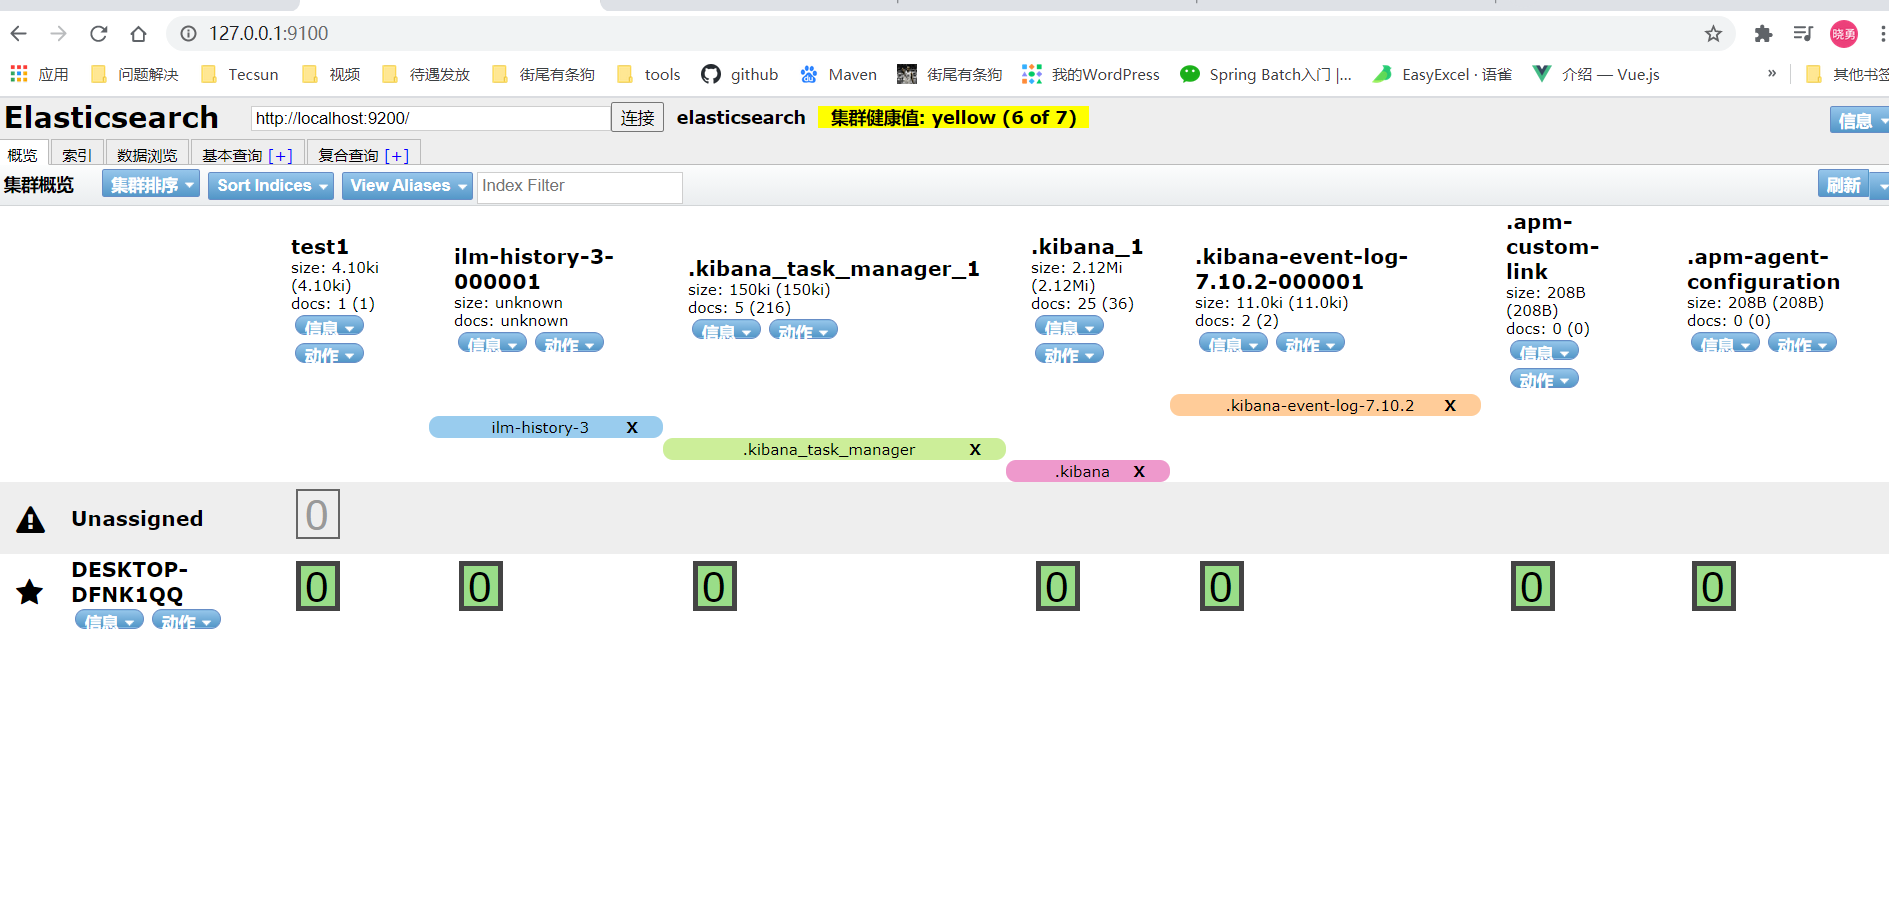 127.0.0.1:9100
晓勇
应用 问题解决 Tecsun 视频 待遇发放 街尾有条狗 tools github Maven 街尾有条狗 我的WordPress Spring Batch入门 |... EasyExcel · 语雀 介绍 — Vue.js » 其他书签
Elasticsearch http://localhost:9200/ 连接 elasticsearch 集群健康值: yellow (6 of 7) 信息
概览 索引 数据浏览 基本查询 [+] 复合查询 [+]
集群概览 集群排序 Sort Indices View Aliases Index Filter 刷新
test1
size: 4.10ki
(4.10ki)
docs: 1 (1)
信息
动作
ilm-history-3-
000001
size: unknown
docs: unknown
信息 动作
.kibana_task_manager_1
size: 150ki (150ki)
docs: 5 (216)
信息 动作
.kibana_1
size: 2.12Mi
(2.12Mi)
docs: 25 (36)
信息
动作
.kibana-event-log-
7.10.2-000001
size: 11.0ki (11.0ki)
docs: 2 (2)
信息 动作
.apm-
custom-
link
size: 208B
(208B)
docs: 0 (0)
信息
动作
.apm-agent-
configuration
size: 208B (208B)
docs: 0 (0)
信息 动作
.kibana-event-log-7.10.2 X
ilm-history-3 X
.kibana_task_manager X
.kibana X
Unassigned 0
DESKTOP-
DFNK1QQ
信息 动作
0 0 0 0 0 0 0